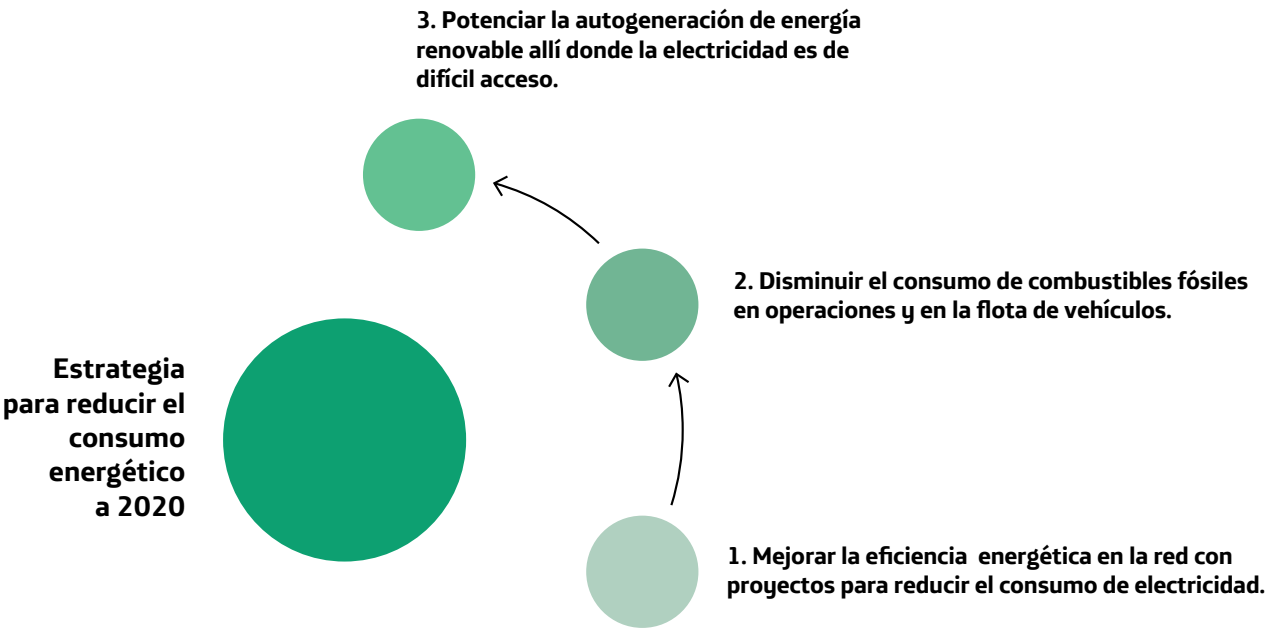 3. Potenciar la autogeneración de energía
renovable allí donde la electricidad es de
difícil acceso.
2. Disminuir el consumo de combustibles fósiles
en operaciones y en la flota de vehículos.
Estrategia
para reducir el
consumo
energético
a 2020
1. Mejorar la eficiencia energética en la red con
proyectos para reducir el consumo de electricidad.